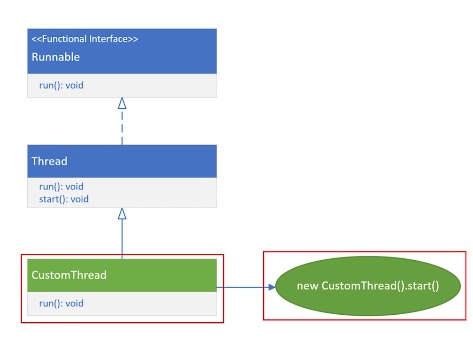 <<Functional Interface>>
Runnable
run(): void
Thread
run(): void
start(): void
CustomThread
run(): void
new CustomThread().start()